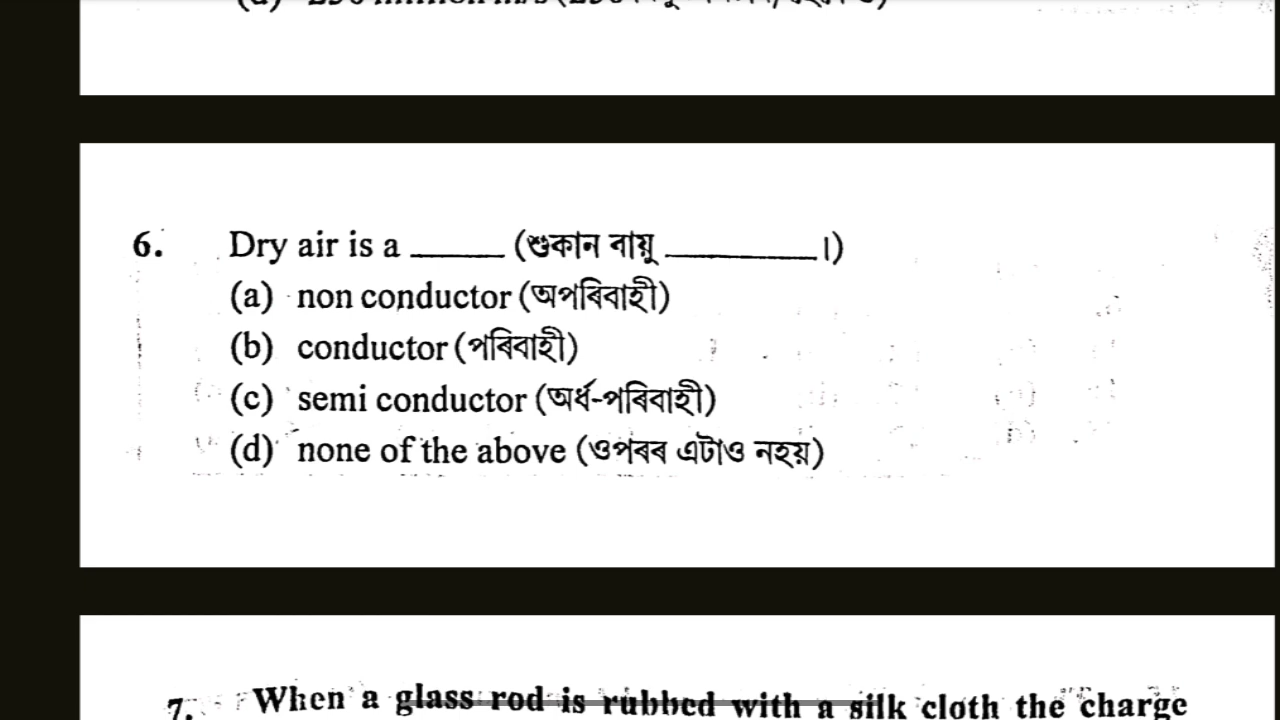 6. Dry air is a ______ (শুকান বায়ু __________।)
(a) non conductor (অপৰিবাহী)
(b) conductor (পৰিবাহী)
(c) semi conductor (অৰ্ধ-পৰিবাহী)
(d) none of the above (ওপৰৰ এটাও নহয়)
7. When a glass rod is rubbed with a silk cloth the charge